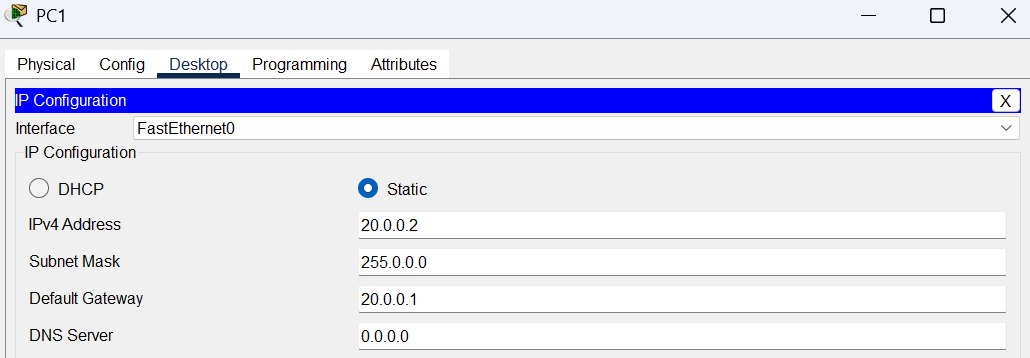 PC1
Physical Config Desktop Programming Attributes
IP Configuration X
Interface FastEthernet0
IP Configuration
DHCP Static
IPv4 Address 20.0.0.2
Subnet Mask 255.0.0.0
Default Gateway 20.0.0.1
DNS Server 0.0.0.0